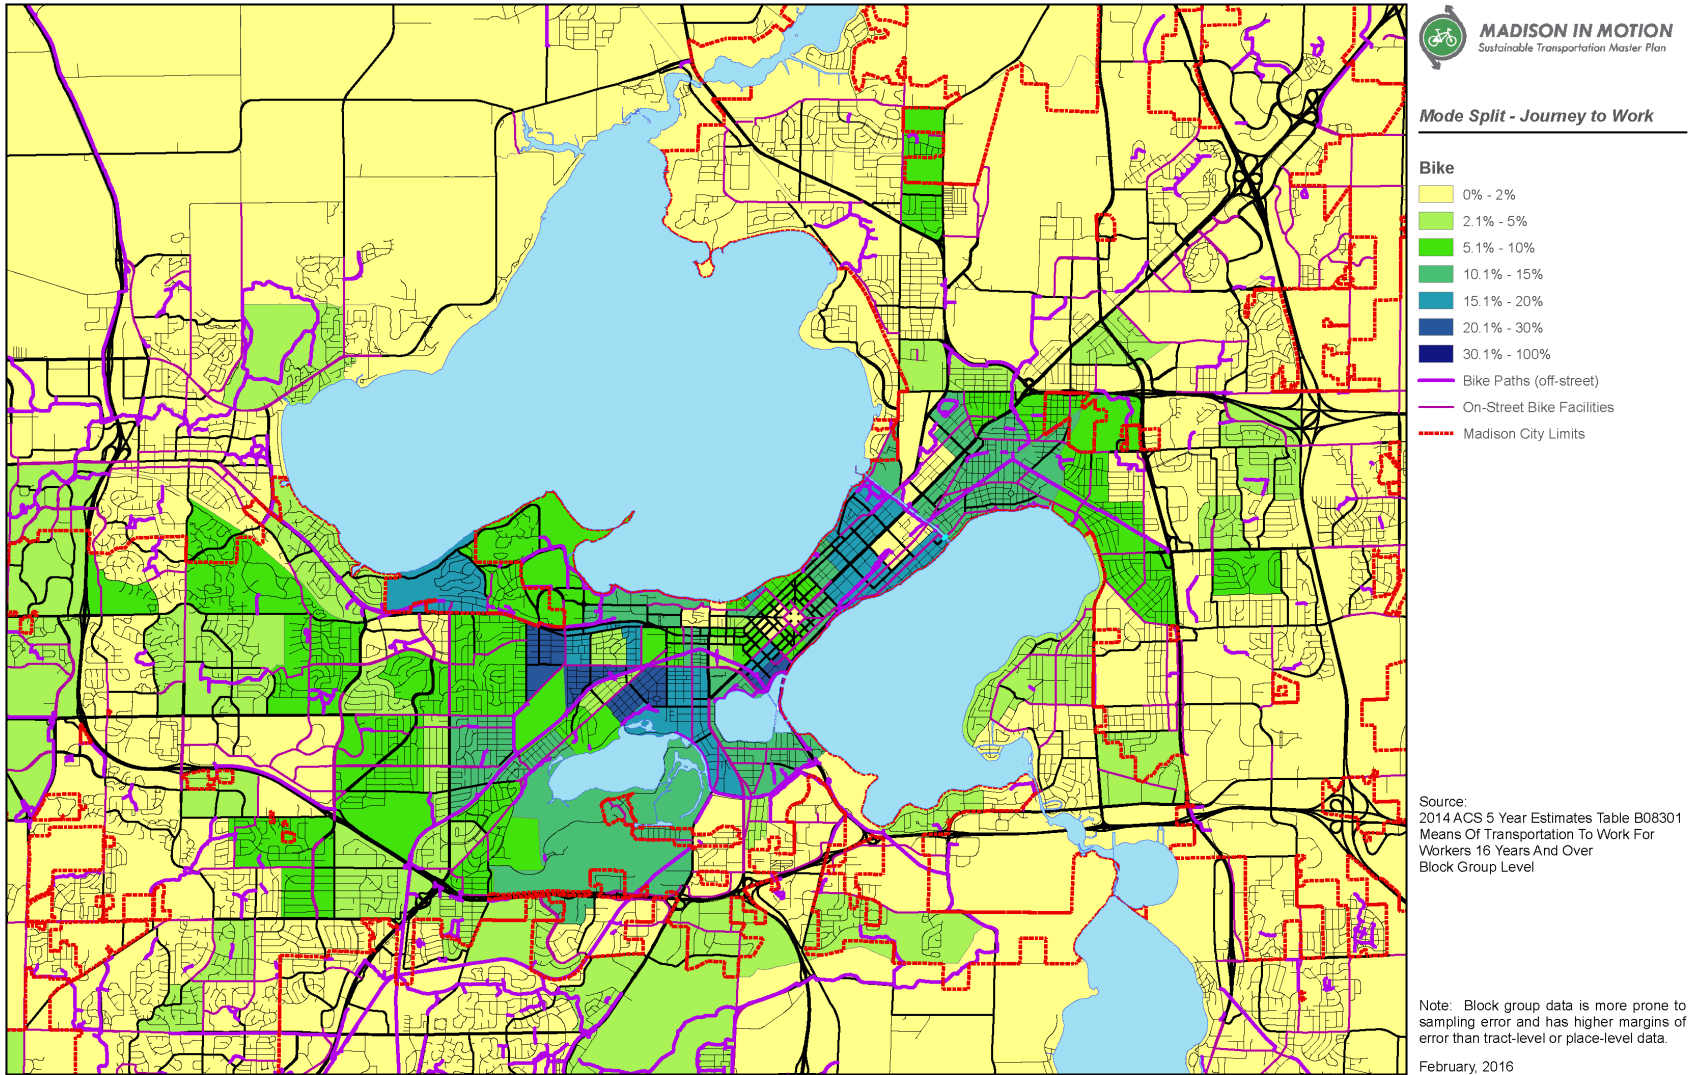 MADISON IN MOTION
Sustainable Transportation Master Plan
Mode Split - Journey to Work
Bike
0% - 2%
2.1% - 5%
5.1% - 10%
10.1% - 15%
15.1% - 20%
20.1% - 30%
30.1% - 100%
Bike Paths (off-street)
On-Street Bike Facilities
Madison City Limits
Source:
2014 ACS 5 Year Estimates Table B08301
Means Of Transportation To Work For
Workers 16 Years And Over
Block Group Level
Note: Block group data is more prone to
sampling error and has higher margins of
error than tract-level or place-level data.
February, 2016